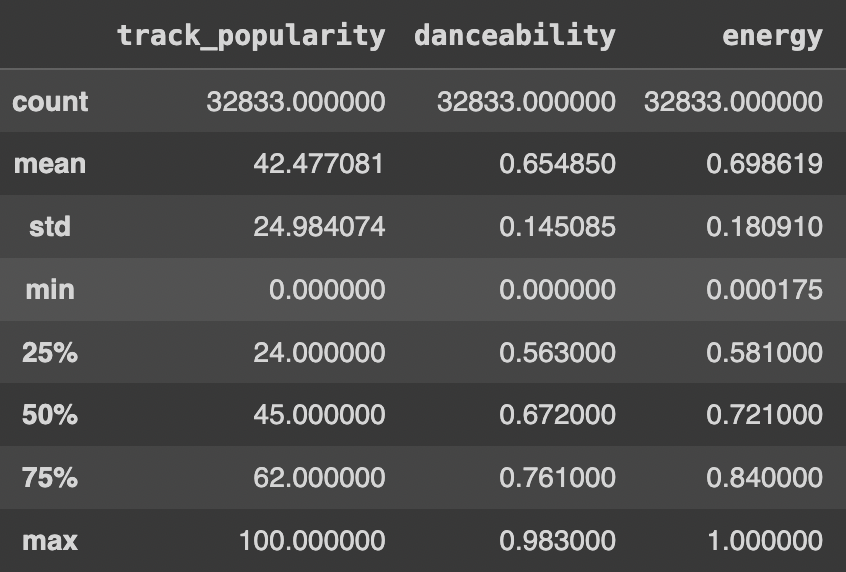 track_popularity danceability energy
count 32833.000000 32833.000000 32833.000000
mean 42.477081 0.654850 0.698619
std 24.984074 0.145085 0.180910
min 0.000000 0.000000 0.000175
25% 24.000000 0.563000 0.581000
50% 45.000000 0.672000 0.721000
75% 62.000000 0.761000 0.840000
max 100.000000 0.983000 1.000000